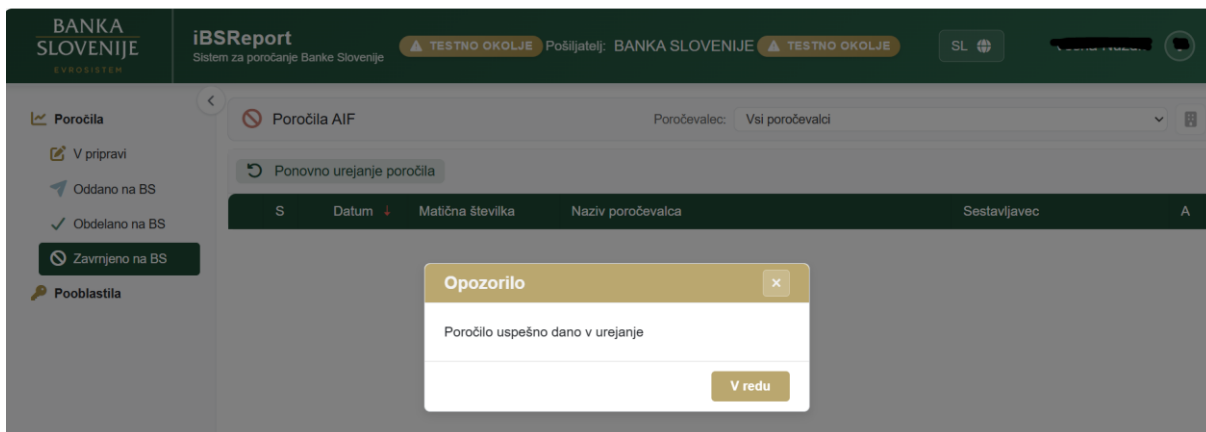 BANKA
SLOVENIJE
EVROSISTEM
iBSReport
Sistem za poročanje Banke Slovenije
TESTNO OKOLJE
Pošiljatelj: BANKA SLOVENIJE
TESTNO OKOLJE
SL
Poročila
V pripravi
Oddano na BS
Obdelano na BS
Zavrnjeno na BS
Pooblastila
Poročila AIF
Poročevalec: Vsi poročevalci
Ponovno urejanje poročila
S Datum Matična številka Naziv poročevalca Sestavljavec A
Opozorilo
Poročilo uspešno dano v urejanje
V redu